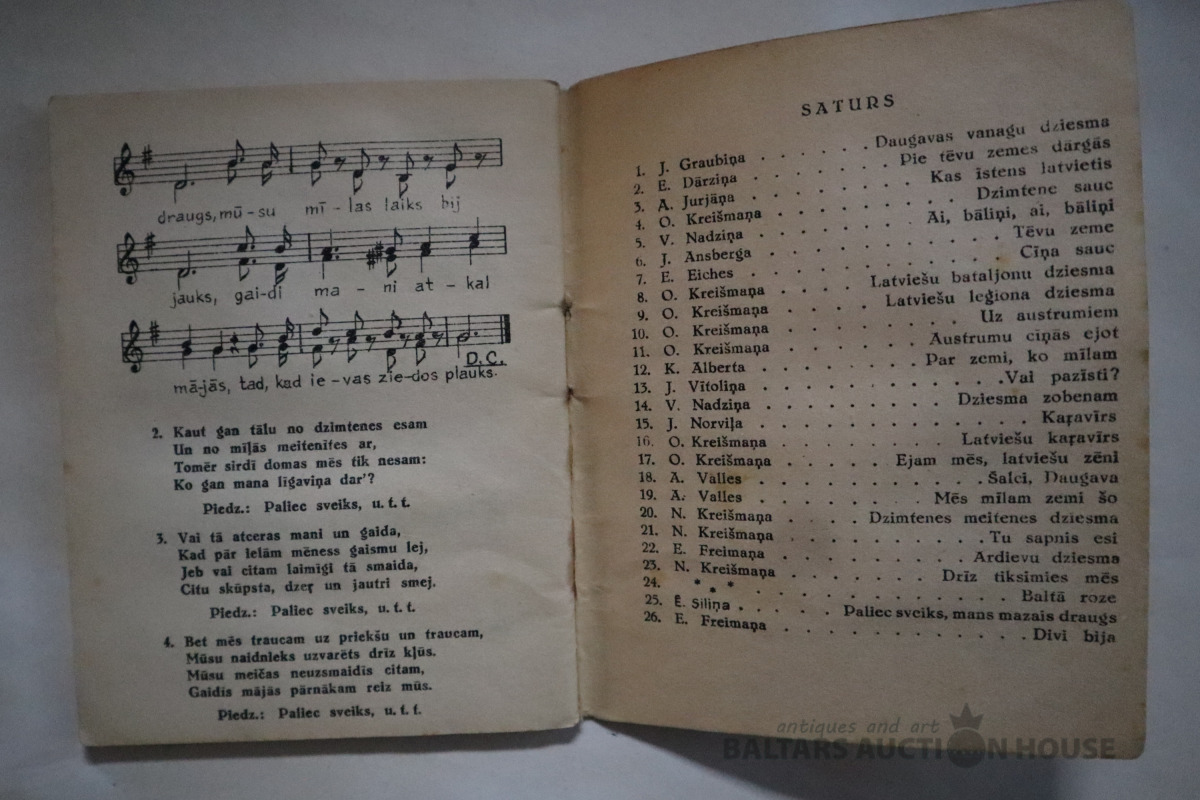 draugs, mū-su mī-las laiks bij
jauks, gai-di ma-ni at-kal
D.C.
mā-jās, tad, kad ie-vas zie-dos plauks.
2. Kaut gan tālu no dzimtenes esam
Un no mīļās meitenītes ar,
Tomēr sirdī domas mēs tik nesam:
Ko gan mana līgaviņa dar'?
Piedz.: Paliec sveiks, u. t. t.
3. Vai tā atceras mani un gaida,
Kad pār ielām mēness gaismu lej,
Jeb vai citam laimīgi tā smaida,
Citu skūpsta, dzeŗ un jautri smej.
Piedz.: Paliec sveiks, u. t. t.
4. Bet mēs traucam uz priekšu un traucam,
Mūsu naidnieks uzvarēts drīz kļūs.
Mūsu meičas neuzsmaidīs citam,
Gaidīs mājās pārnākam reiz mūs.
Piedz.: Paliec sveiks, u. t. t.
SATURS
1. J. Graubiņa . . . . . . Daugavas vanagu dziesma
2. E. Dārziņa . . . . . . Pie tēvu zemes dārgās
3. A. Jurjāņa . . . . . . Kas īstens latvietis
4. O. Kreišmaņa . . . . . . Dzimtene sauc
5. V. Nadziņa . . . . . . Ai, bāliņi, ai, bāliņi
6. J. Ansberga . . . . . . Tēvu zeme
7. E. Eiches . . . . . . Cīņa sauc
8. O. Kreišmaņa . . . . . . Latviešu bataljonu dziesma
9. O. Kreišmaņa . . . . . . Latviešu leģiona dziesma
10. O. Kreišmaņa . . . . . . Uz austrumiem
11. O. Kreišmaņa . . . . . . Austrumu cīņās ejot
12. K. Alberta . . . . . . Par zemi, ko mīlam
13. J. Vītoliņa . . . . . . Vai pazīsti?
14. V. Nadziņa . . . . . . Dziesma zobenam
15. J. Norviļa . . . . . . Kaŗavīrs
16. O. Kreišmaņa . . . . . . Latviešu kaŗavīrs
17. O. Kreišmaņa . . . . . . Ejam mēs, latviešu zēni
18. A. Valles . . . . . . Šalci, Daugava
19. A. Valles . . . . . . Mēs mīlam zemi šo
20. N. Kreišmaņa . . . . . . Dzimtenes meitenes dziesma
21. N. Kreišmaņa . . . . . . Tu sapnis esi
22. E. Freimaņa . . . . . . Ardievu dziesma
23. N. Kreišmaņa . . . . . . Drīz tiksimies mēs
24. * * . . . . . . Baltā roze
25. Ē. Siliņa . . . . . . Paliec sveiks, mans mazais draugs
26. E. Freimaņa . . . . . . Divi bija
antiques and art
BALTARS AUCTION HOUSE